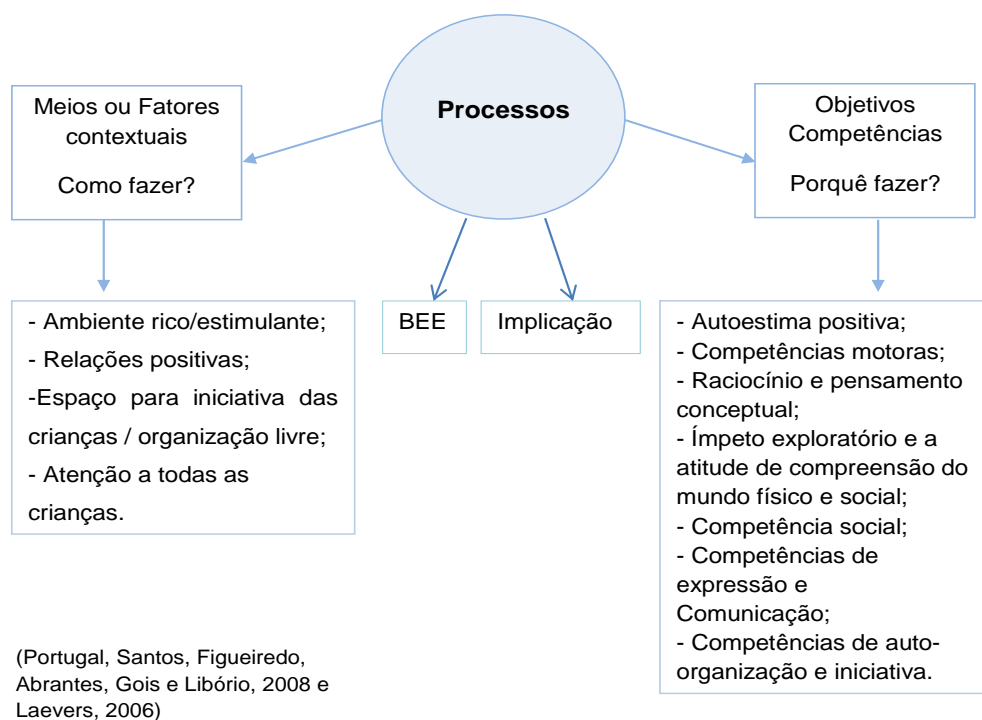 Processos
Meios ou Fatores
contextuais
Como fazer?
Objetivos
Competências
Porquê fazer?
- Ambiente rico/estimulante;
- Relações positivas;
-Espaço para iniciativa das
crianças / organização livre;
- Atenção a todas as
crianças.
BEE
Implicação
- Autoestima positiva;
- Competências motoras;
- Raciocínio e pensamento
conceptual;
- Ímpeto exploratório e a
atitude de compreensão do
mundo físico e social;
- Competência social;
- Competências de
expressão e
Comunicação;
- Competências de auto-
organização e iniciativa.
(Portugal, Santos, Figueiredo,
Abrantes, Gois e Libório, 2008 e
Laevers, 2006)